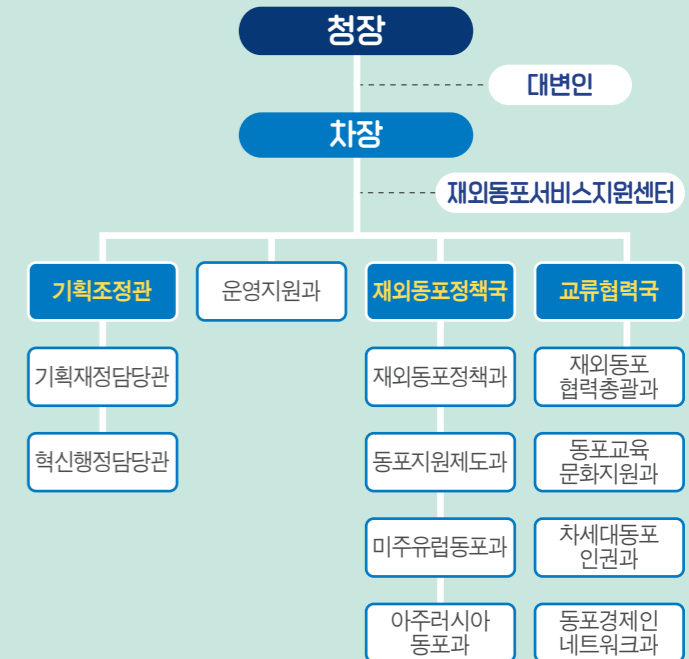 청장
대변인
차장
재외동포서비스지원센터
기획조정관
운영지원과
재외동포정책국
교류협력국
기획재정담당관
재외동포정책과
재외동포
협력총괄과
혁신행정담당관
동포지원제도과
동포교육
문화지원과
미주유럽동포과
차세대동포
인권과
아주러시아
동포과
동포경제인
네트워크과